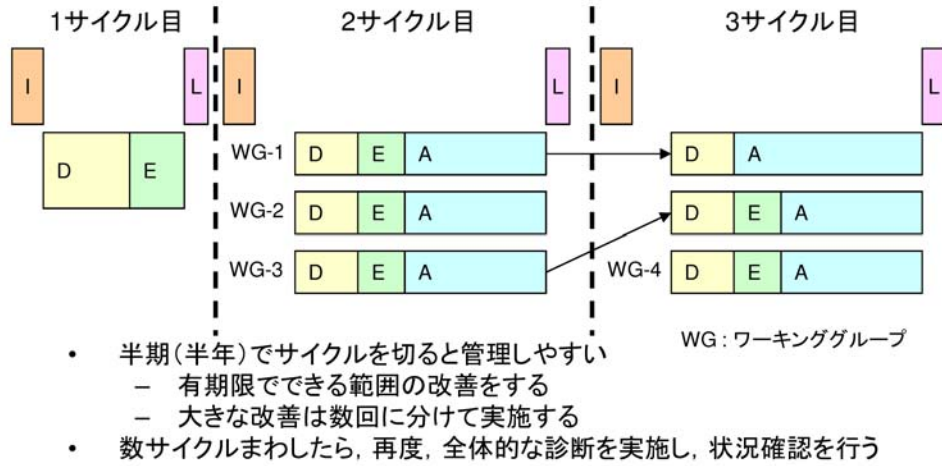 1サイクル目
2サイクル目
3サイクル目
I
L
I
L
I
L
D
E
WG-1
D
E
A
D
A
WG-2
D
E
A
D
E
A
WG-3
D
E
A
WG-4
D
E
A
WG : ワーキンググループ
• 半期(半年)でサイクルを切ると管理しやすい
– 有期限でできる範囲の改善をする
– 大きな改善は数回に分けて実施する
• 数サイクルまわしたら, 再度, 全体的な診断を実施し, 状況確認を行う